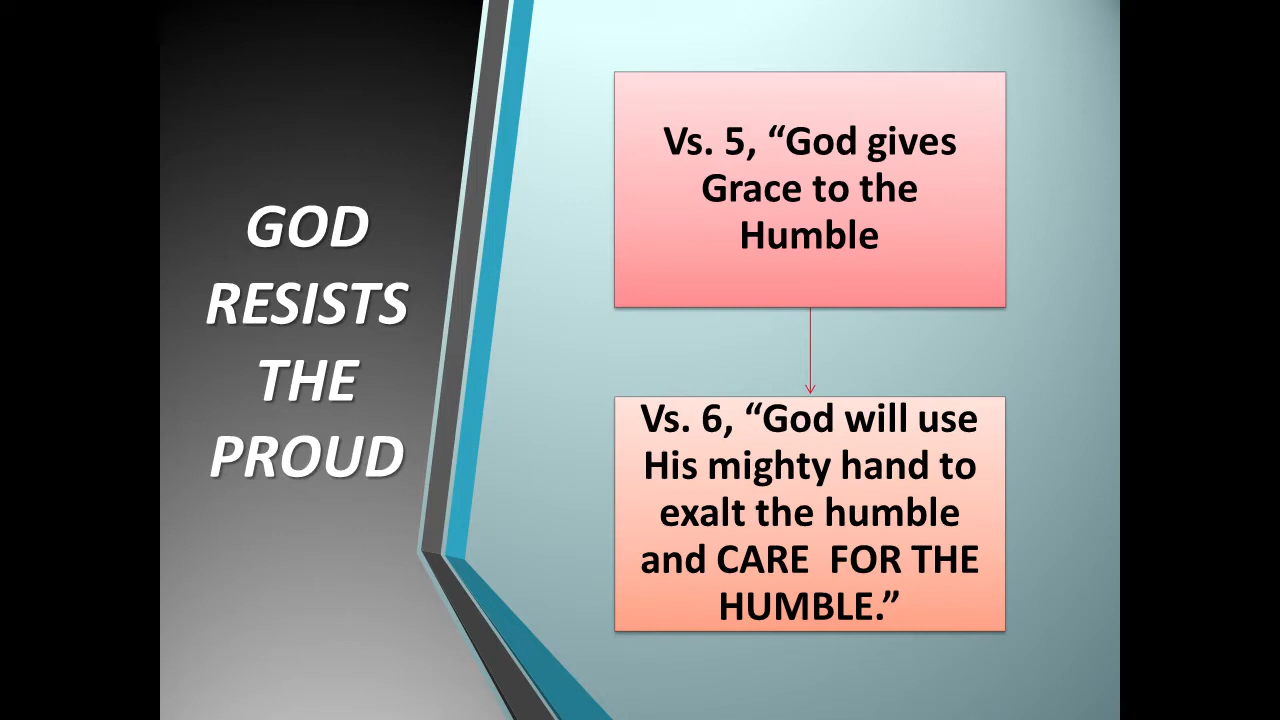 GOD
RESISTS
THE
PROUD
Vs. 5, “God gives
Grace to the
Humble
Vs. 6, “God will use
His mighty hand to
exalt the humble
and CARE  FOR THE
HUMBLE.”